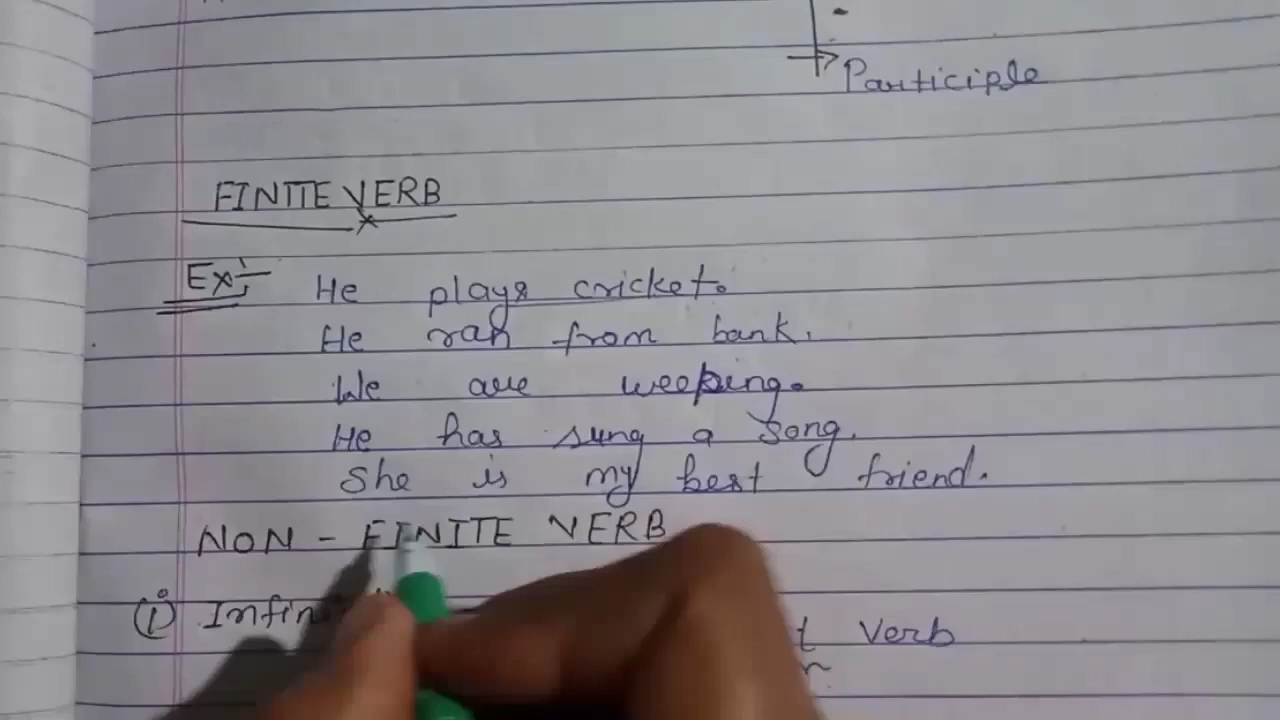 Participle
FINITE VERB
Ex:- He plays cricket.
He ran from bank.
We are weeping.
He has sung a song.
She is my best friend.
NON - FINITE VERB
(i) Verb